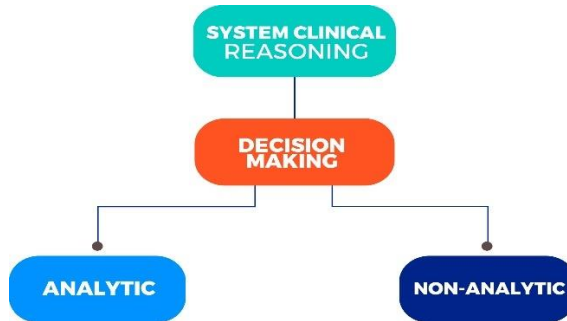 SYSTEM CLINICAL
REASONING
DECISION
MAKING
ANALYTIC
NON-ANALYTIC